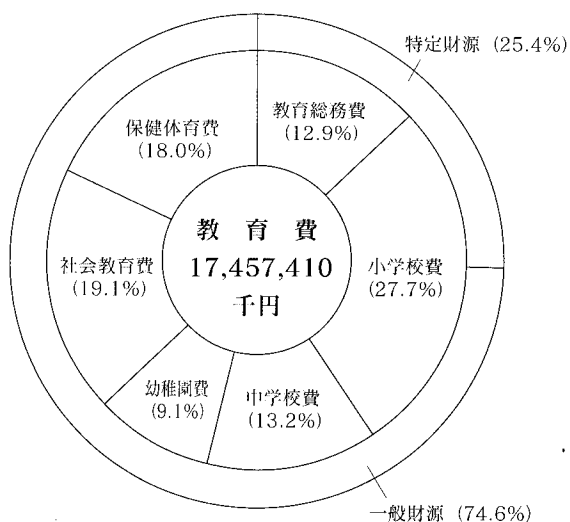 特定財源 (25.4%)
教育総務費
(12.9%)
保健体育費
(18.0%)
教育費
17,457,410
千円
小学校費
(27.7%)
社会教育費
(19.1%)
幼稚園費
(9.1%)
中学校費
(13.2%)
一般財源 (74.6%)